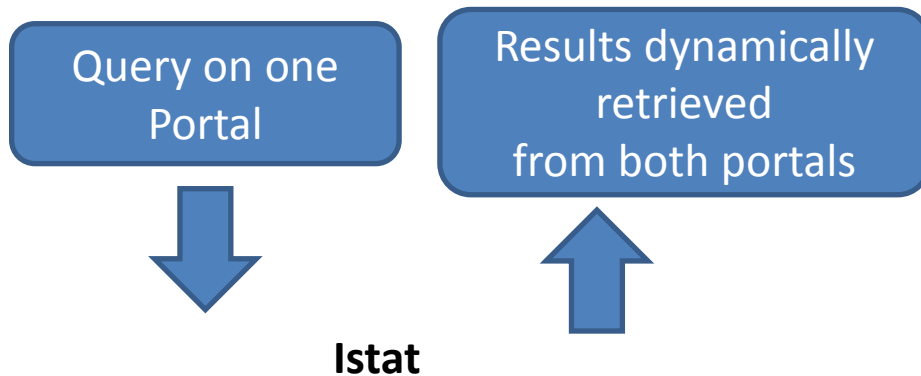 Query on one
Portal
Results dynamically
retrieved
from both portals
Istat